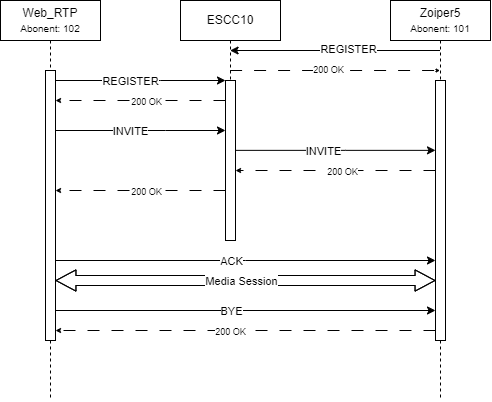 Web_RTP
Abonent: 102
ESCC10
Zoiper5
Abonent: 101
REGISTER
200 OK
REGISTER
200 OK
INVITE
INVITE
200 OK
200 OK
ACK
Media Session
BYE
200 OK